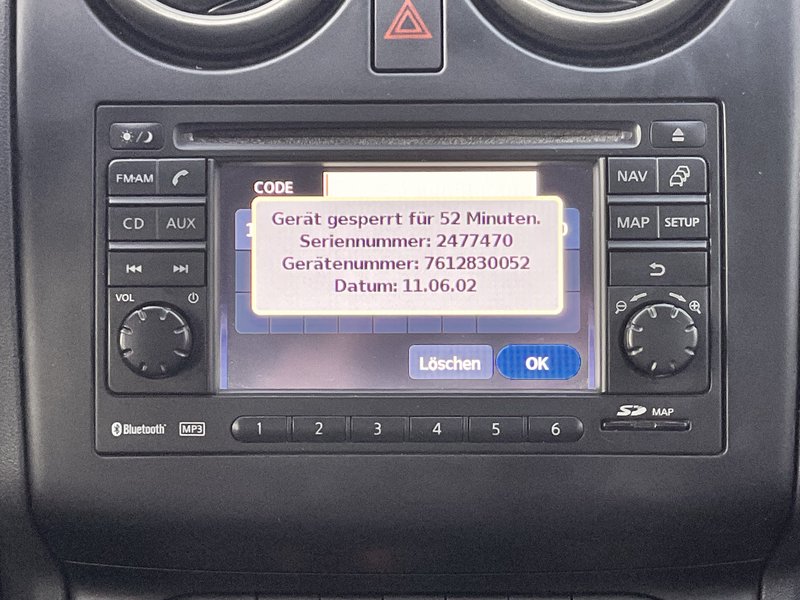 FM·AM
CD AUX
VOL
CODE
Gerät gesperrt für 52 Minuten.
Seriennummer: 2477470
Gerätenummer: 7612830052
Datum: 11.06.02
Löschen OK
NAV
MAP SETUP
Bluetooth MP3
1 2 3 4 5 6
SD MAP